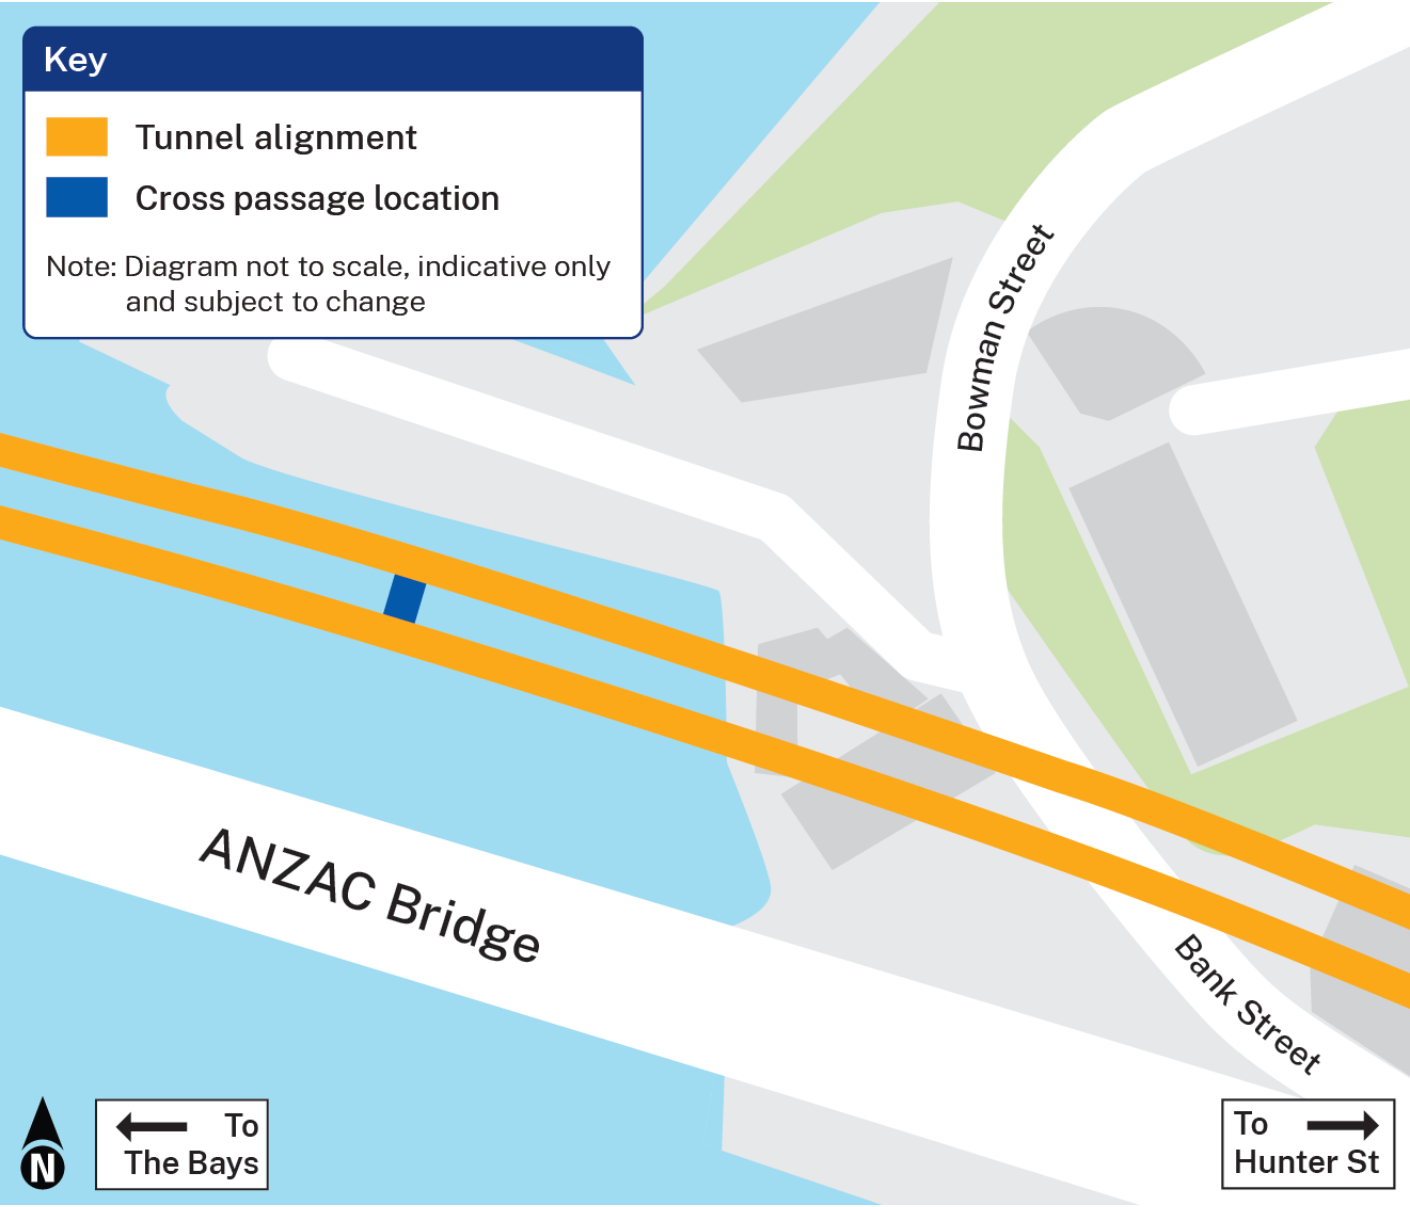 Key
Tunnel alignment
Cross passage location
Note: Diagram not to scale, indicative only
and subject to change
Bowman Street
ANZAC Bridge
Bank Street
N
To
The Bays
To
Hunter St